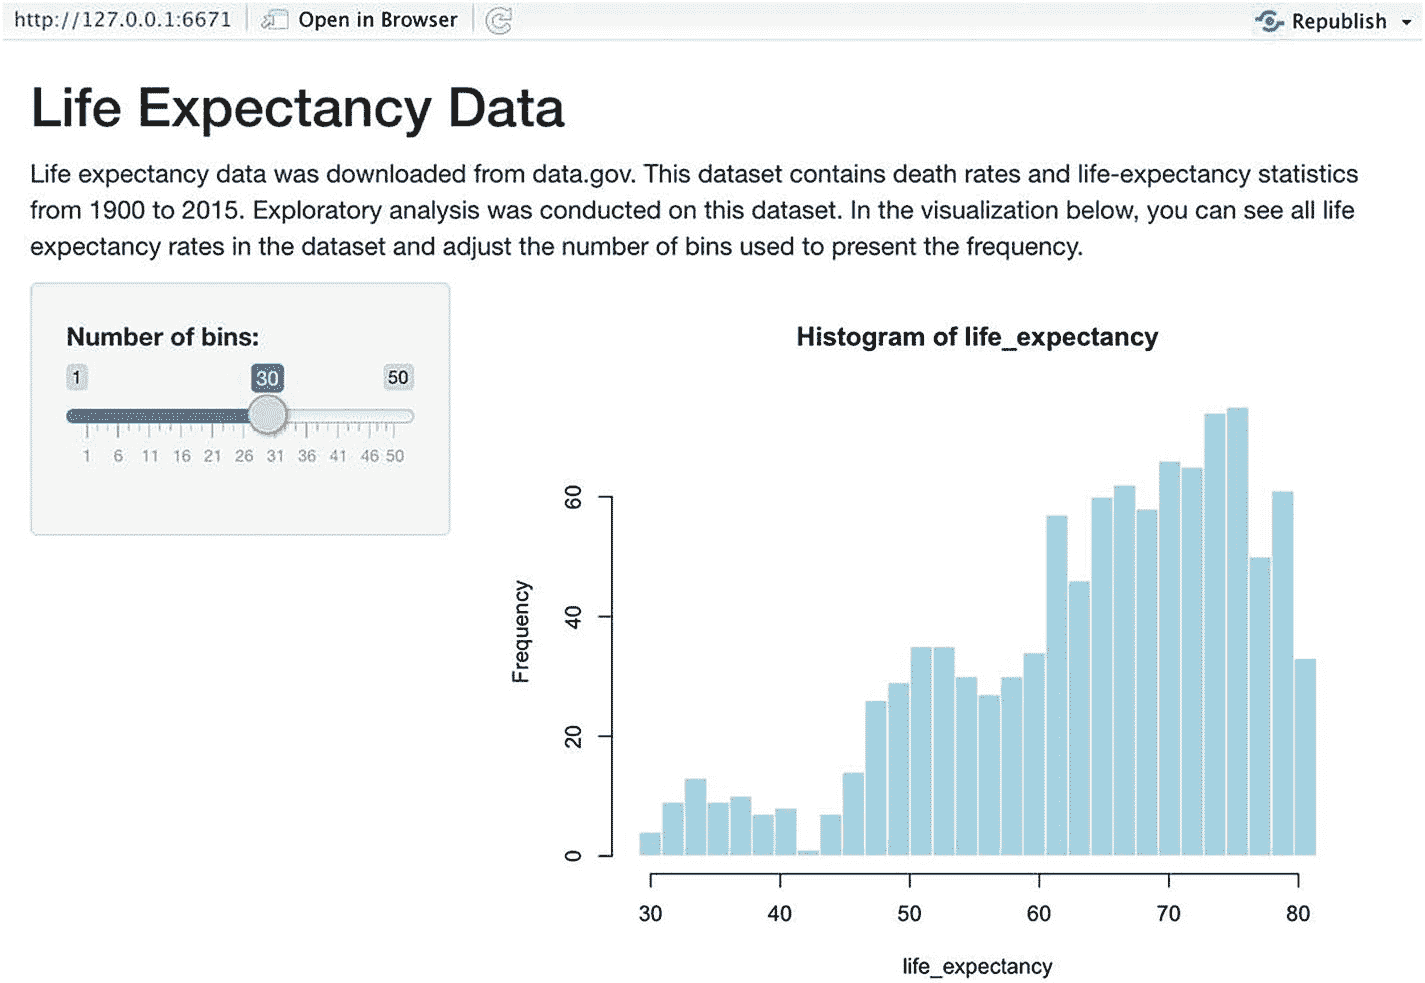 http://127.0.0.1:6671 Open in Browser Republish
Life Expectancy Data
Life expectancy data was downloaded from data.gov. This dataset contains death rates and life-expectancy statistics
from 1900 to 2015. Exploratory analysis was conducted on this dataset. In the visualization below, you can see all life
expectancy rates in the dataset and adjust the number of bins used to present the frequency.
Number of bins:
1 30 50
1 6 11 16 21 26 31 36 41 46 50
Histogram of life_expectancy
Frequency
60
40
20
0
30 40 50 60 70 80
life_expectancy